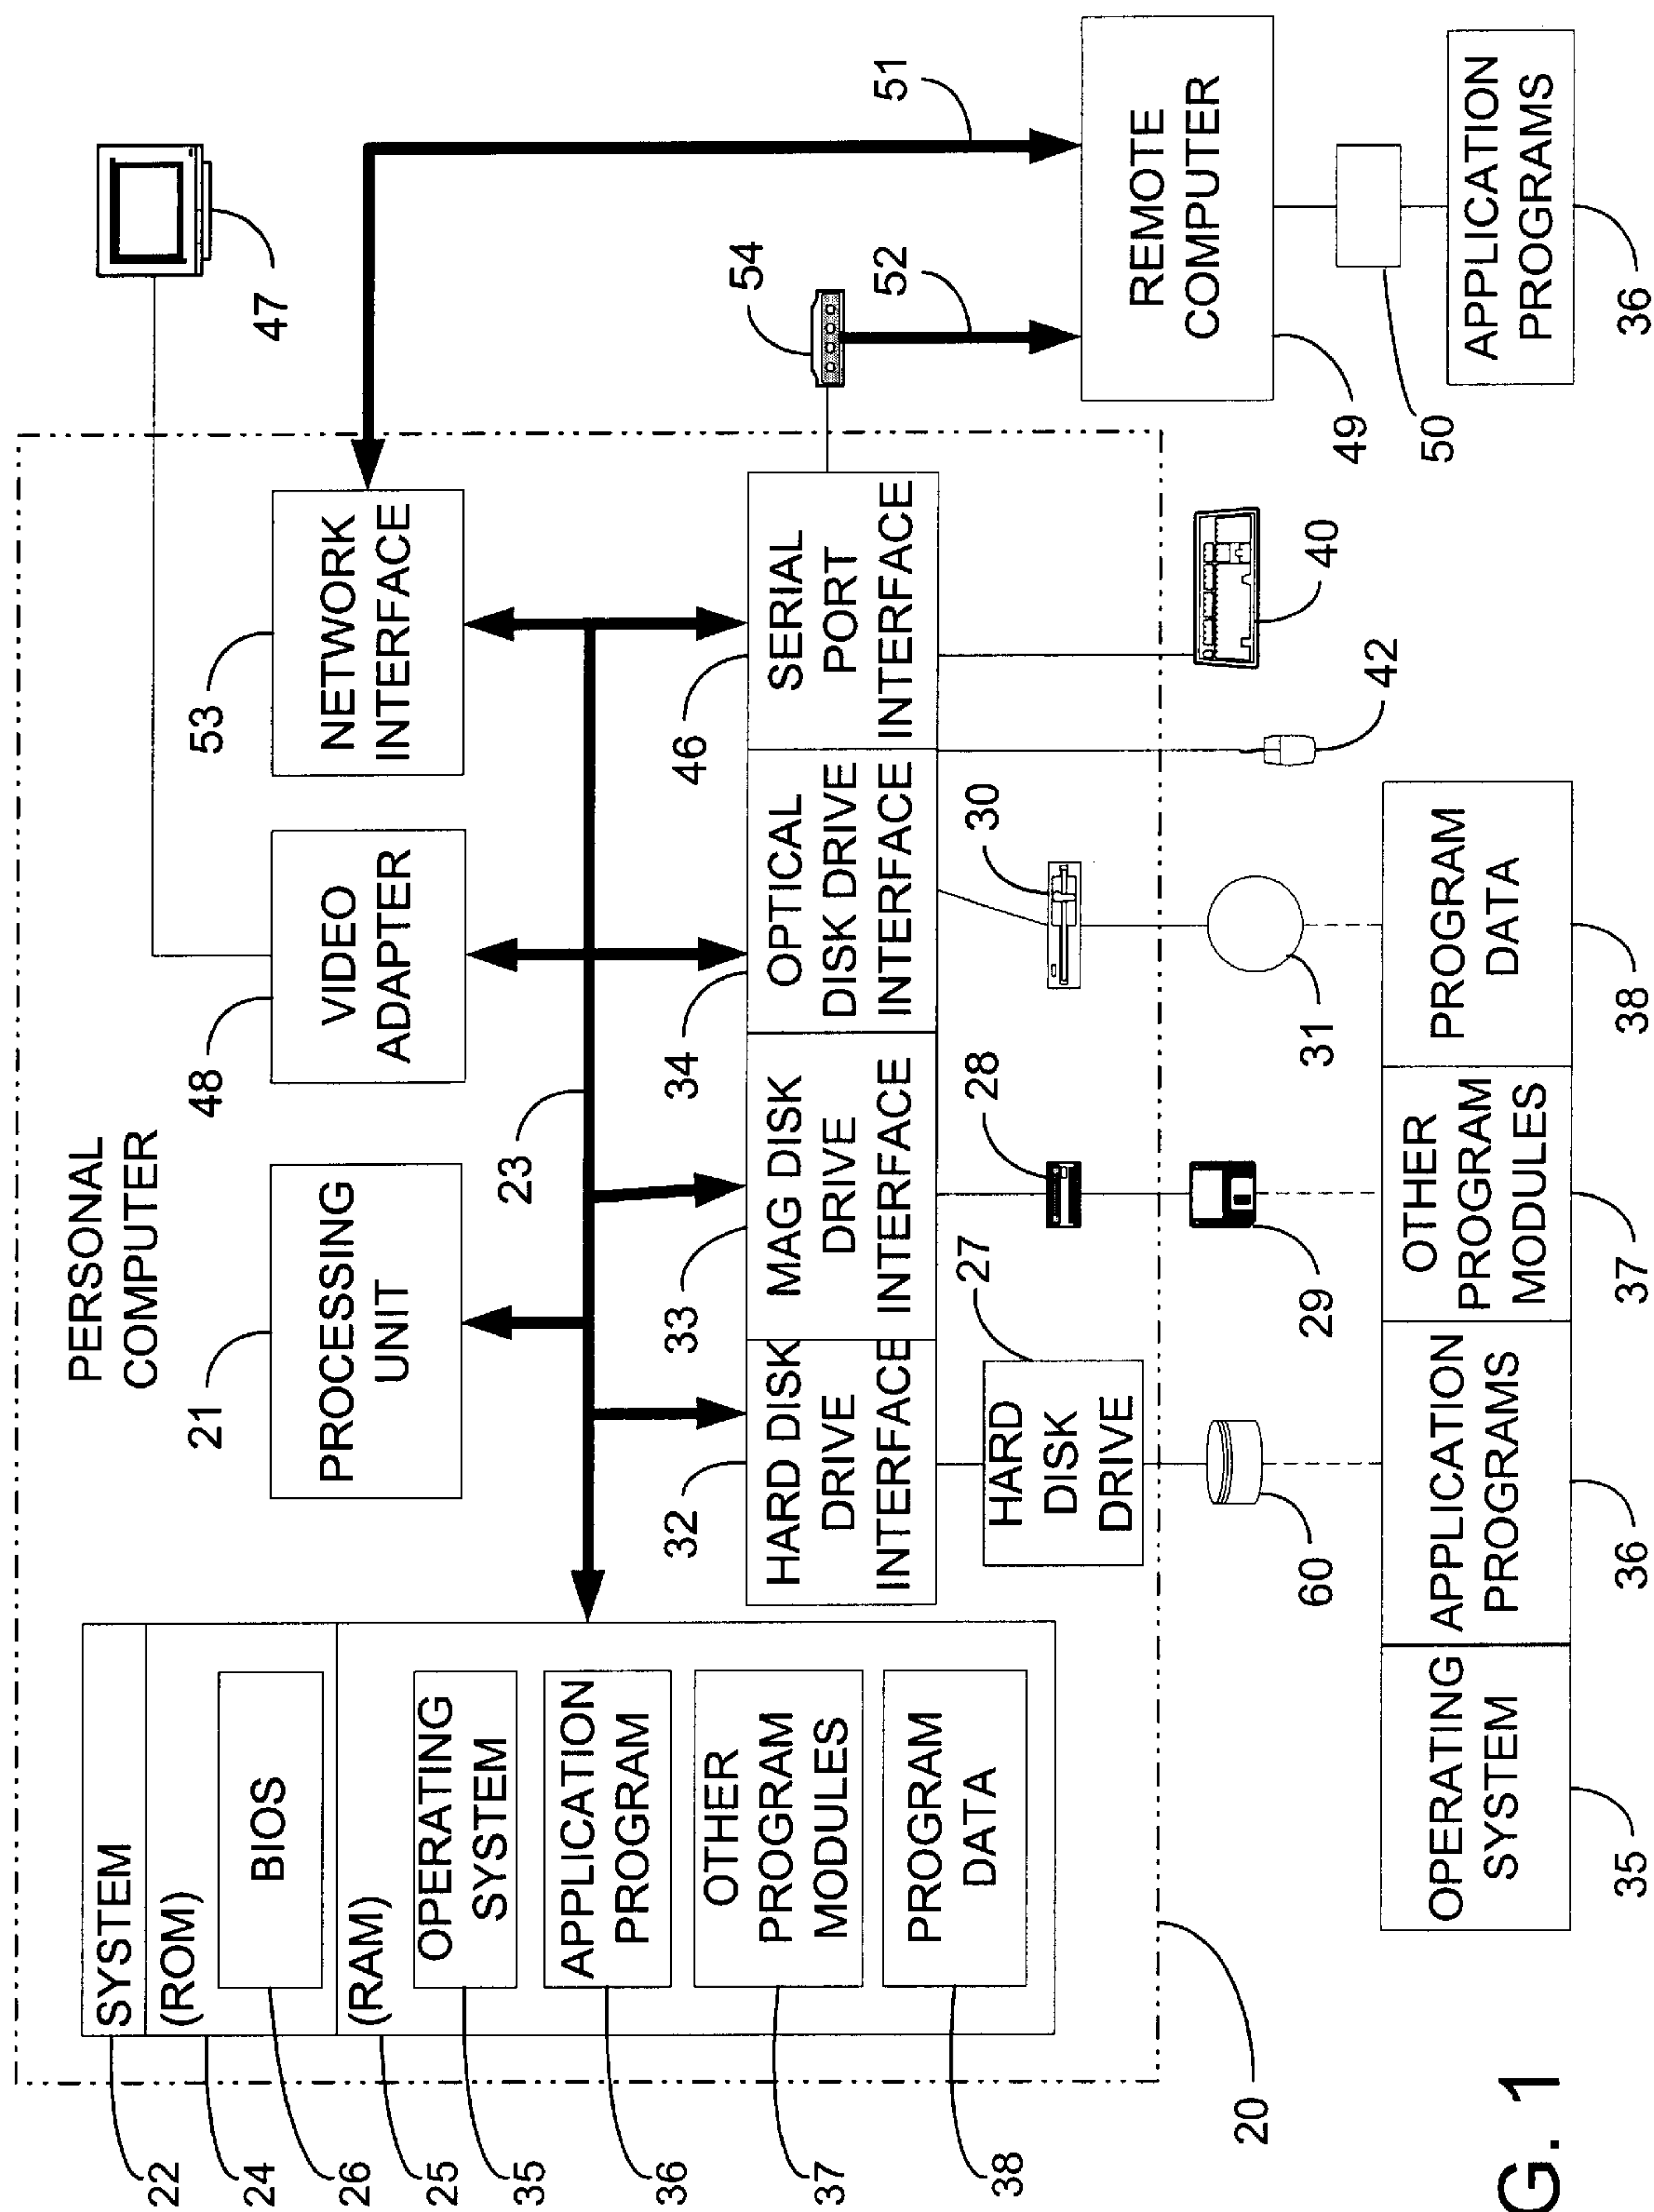 PERSONAL
COMPUTER
22
SYSTEM
24
(ROM)
26
BIOS
25
(RAM)
35
OPERATING
SYSTEM
36
APPLICATION
PROGRAM
37
OTHER
PROGRAM
MODULES
38
PROGRAM
DATA
21
PROCESSING
UNIT
48
VIDEO
ADAPTER
53
NETWORK
INTERFACE
47
23
32
HARD DISK
DRIVE
INTERFACE
33
MAG DISK
DRIVE
INTERFACE
34
OPTICAL
DISK DRIVE
INTERFACE
46
SERIAL
PORT
INTERFACE
54
52
51
27
HARD
DISK
DRIVE
28
30
20
60
29
31
42
40
REMOTE
COMPUTER
49
50
OPERATING
SYSTEM
35
APPLICATION
PROGRAMS
36
OTHER
PROGRAM
MODULES
37
PROGRAM
DATA
38
APPLICATION
PROGRAMS
36
G. 1